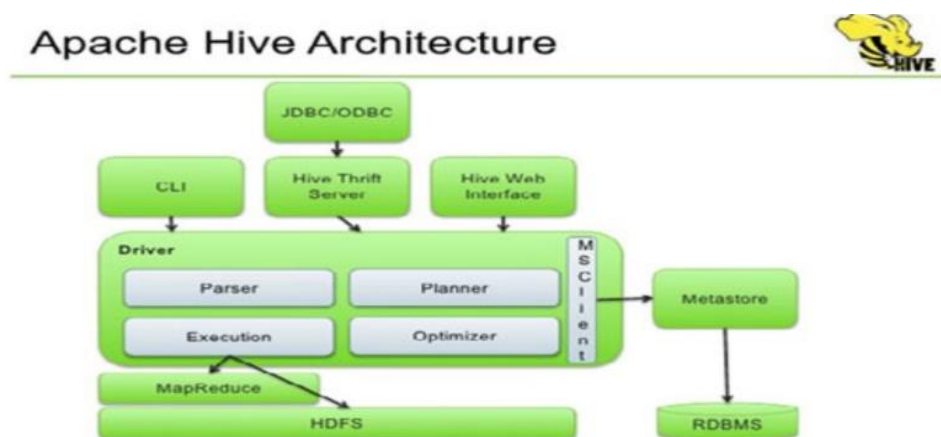 Apache Hive Architecture
HIVE
JDBC/ODBC
CLI
Hive Thrift
Server
Hive Web
Interface
Driver
Parser
Planner
Execution
Optimizer
MSClient
Metastore
MapReduce
HDFS
RDBMS